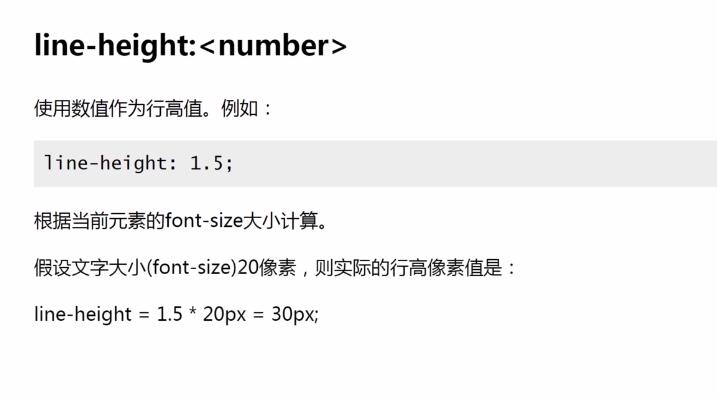 line-height:<number>
使用数值作为行高值。例如：
line-height: 1.5;
根据当前元素的font-size大小计算。
假设文字大小(font-size)20像素，则实际的行高像素值是：
line-height = 1.5 * 20px = 30px;